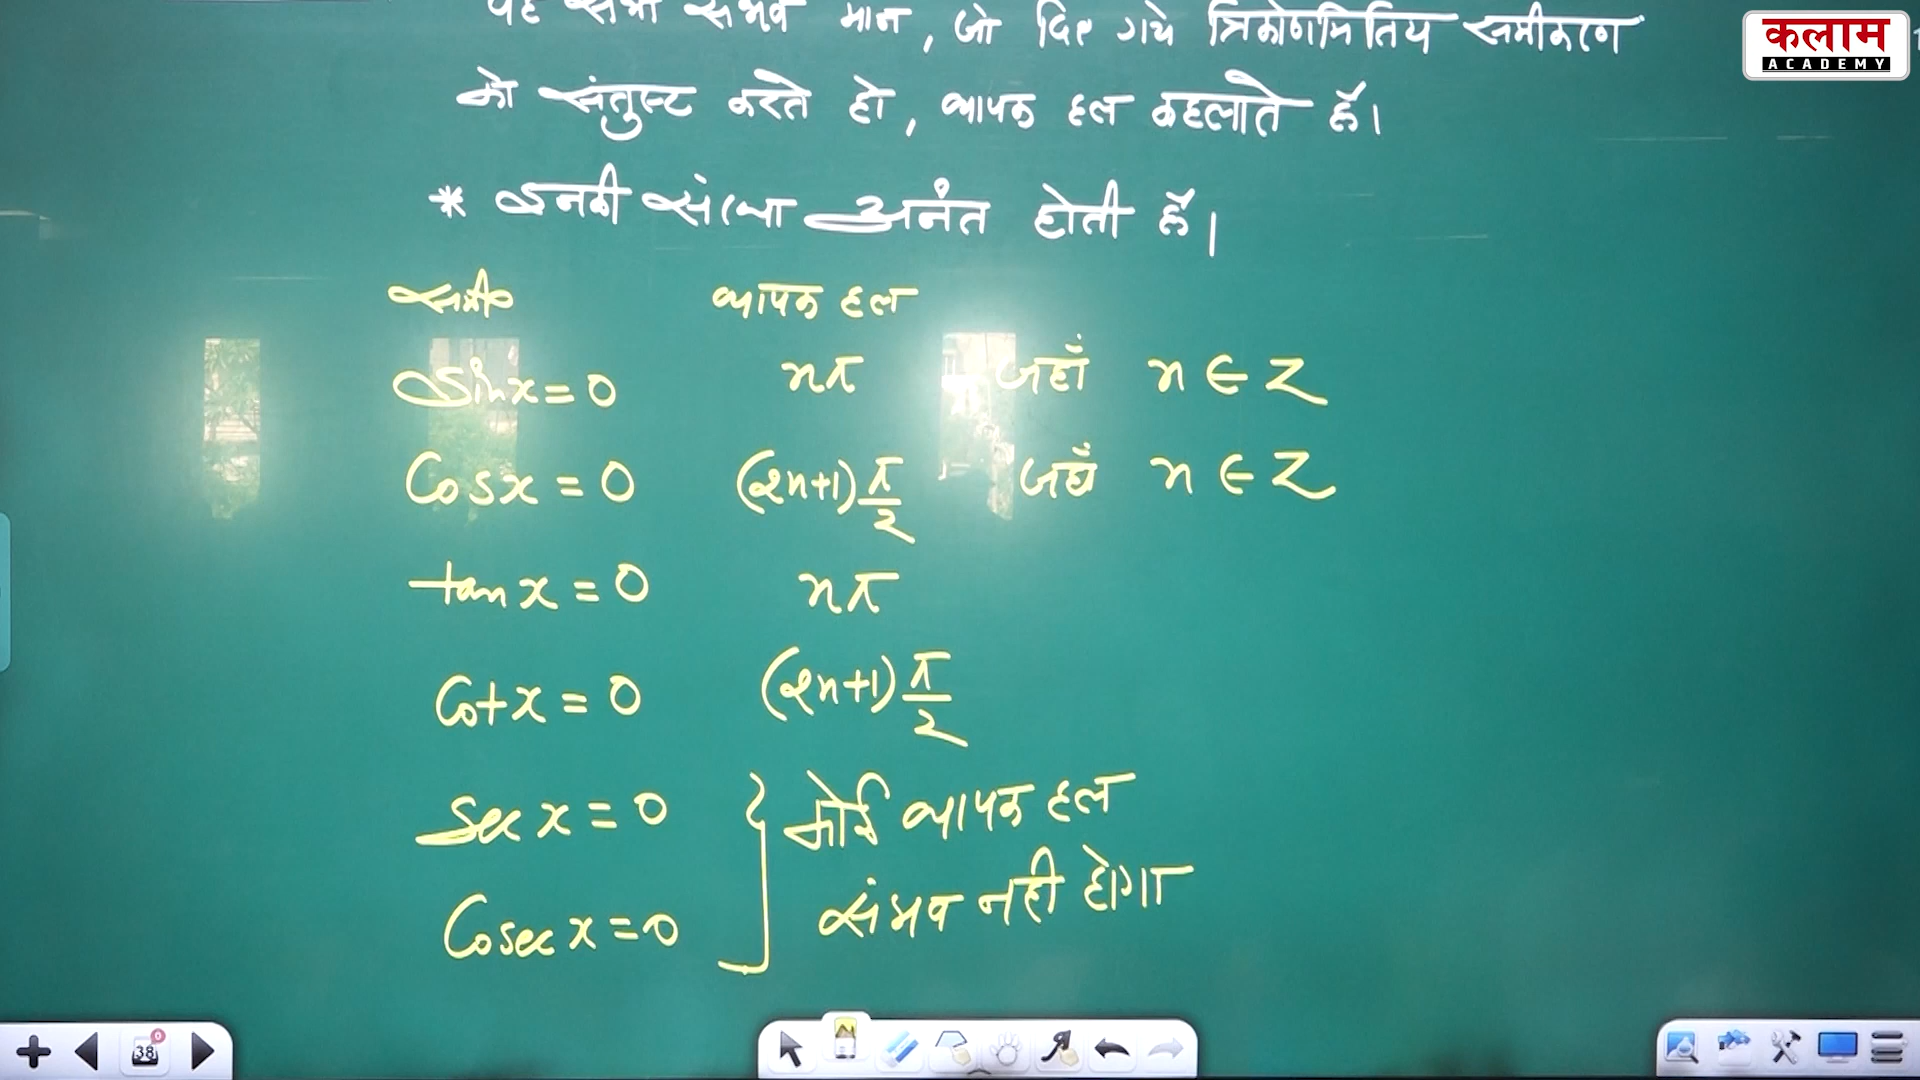 यह सभी संभव मान, जो दिए गये त्रिकोणमितिय समीकरण
को संतुस्ट करते हो, व्यापक हल कहलाते हैं।
* इनकी संख्या अनंत होती है।
समी० व्यापक हल
sinx=0 nπ जहाँ n ∈ Z
Cosx=0 (2n+1)π/2 जहाँ n ∈ Z
tanx=0 nπ
Cotx=0 (2n+1)π/2
secx=0 } कोई व्यापक हल
Cosecx=0 संभव नही होगा
कलाम
ACADEMY
38
0